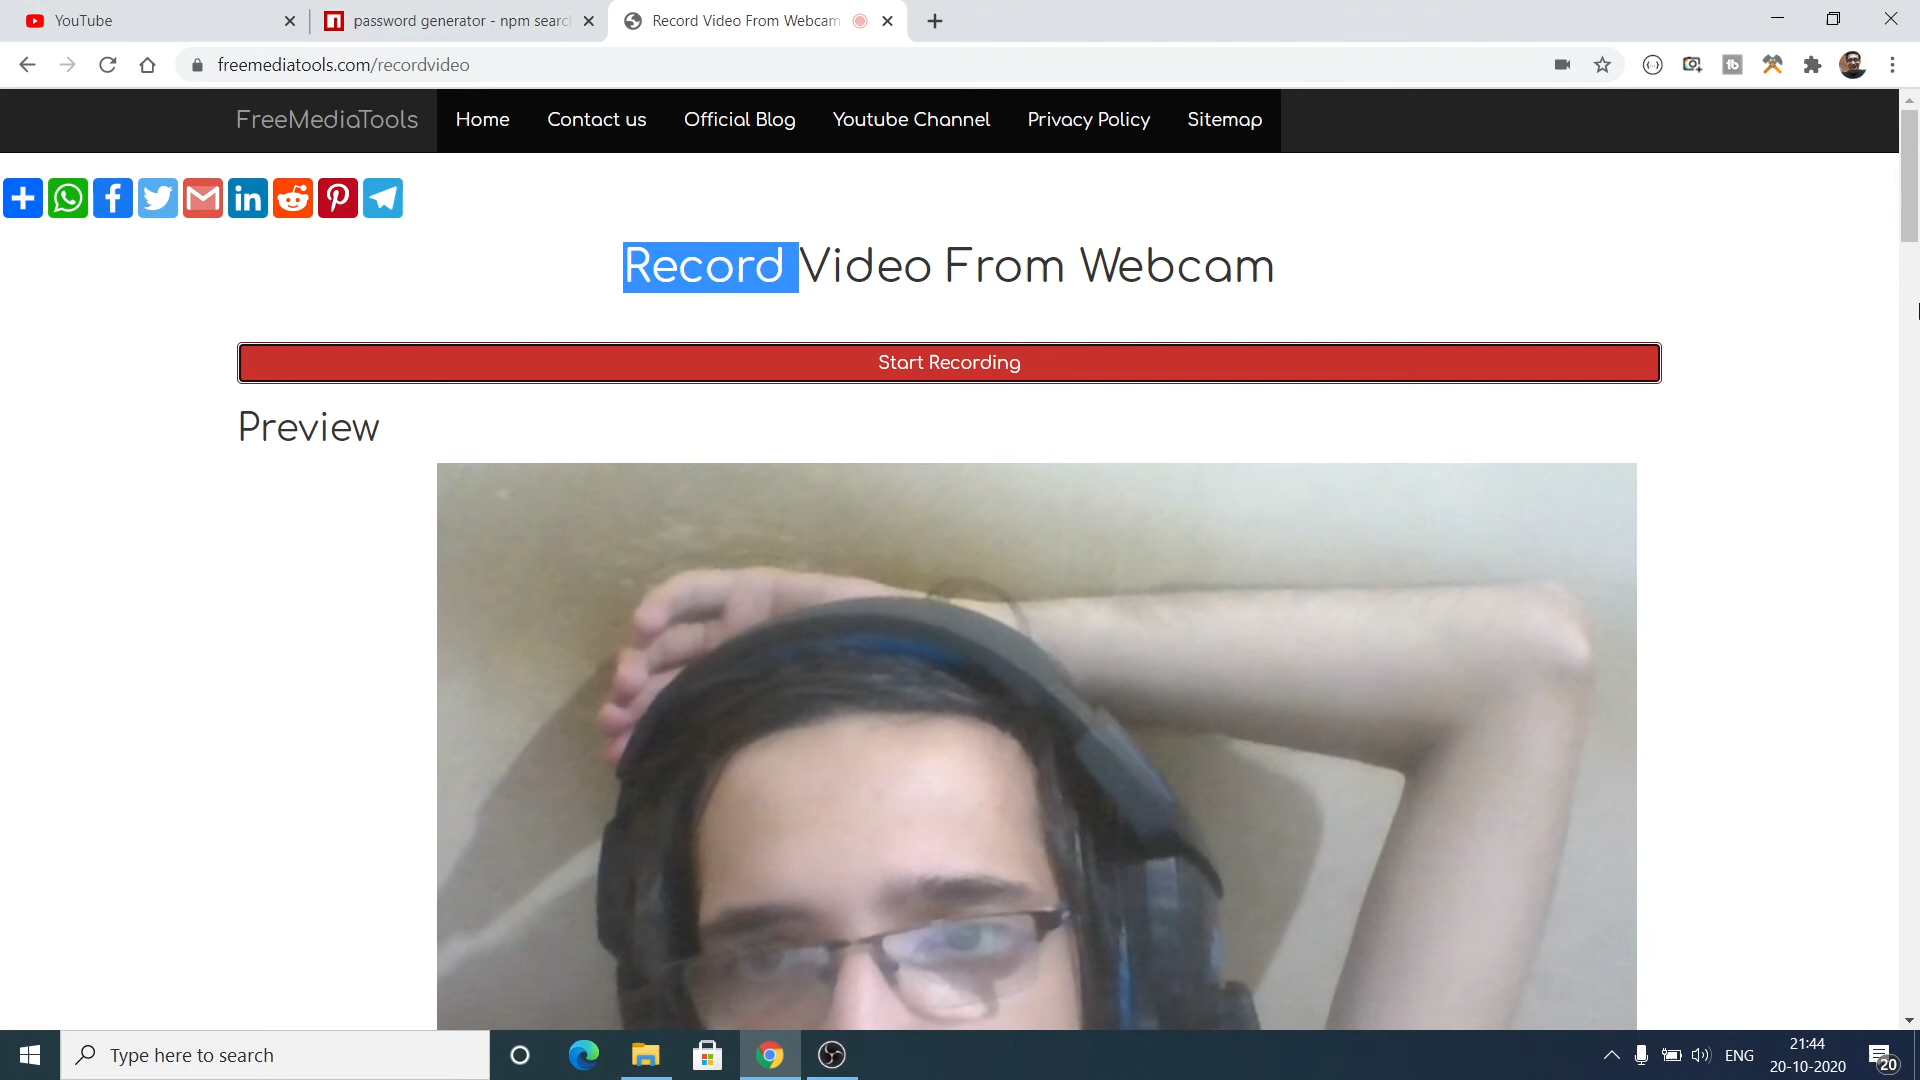 YouTube
password generator - npm searc
Record Video From Webcam
freemediatools.com/recordvideo
FreeMediaTools
Home
Contact us
Official Blog
Youtube Channel
Privacy Policy
Sitemap
Record Video From Webcam
Start Recording
Preview
Type here to search
ENG
21:44
20-10-2020
20